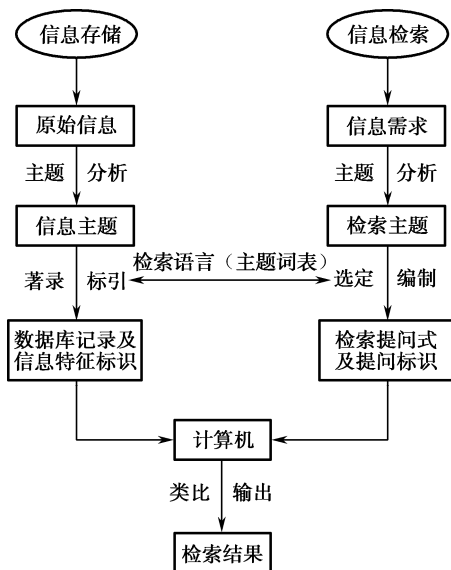 信息存储
信息检索
原始信息
信息需求
主题 分析
主题 分析
信息主题
检索主题
检索语言（主题词表）
著录 标引
选定 编制
数据库记录及
信息特征标识
检索提问式
及提问标识
计算机
类比 输出
检索结果